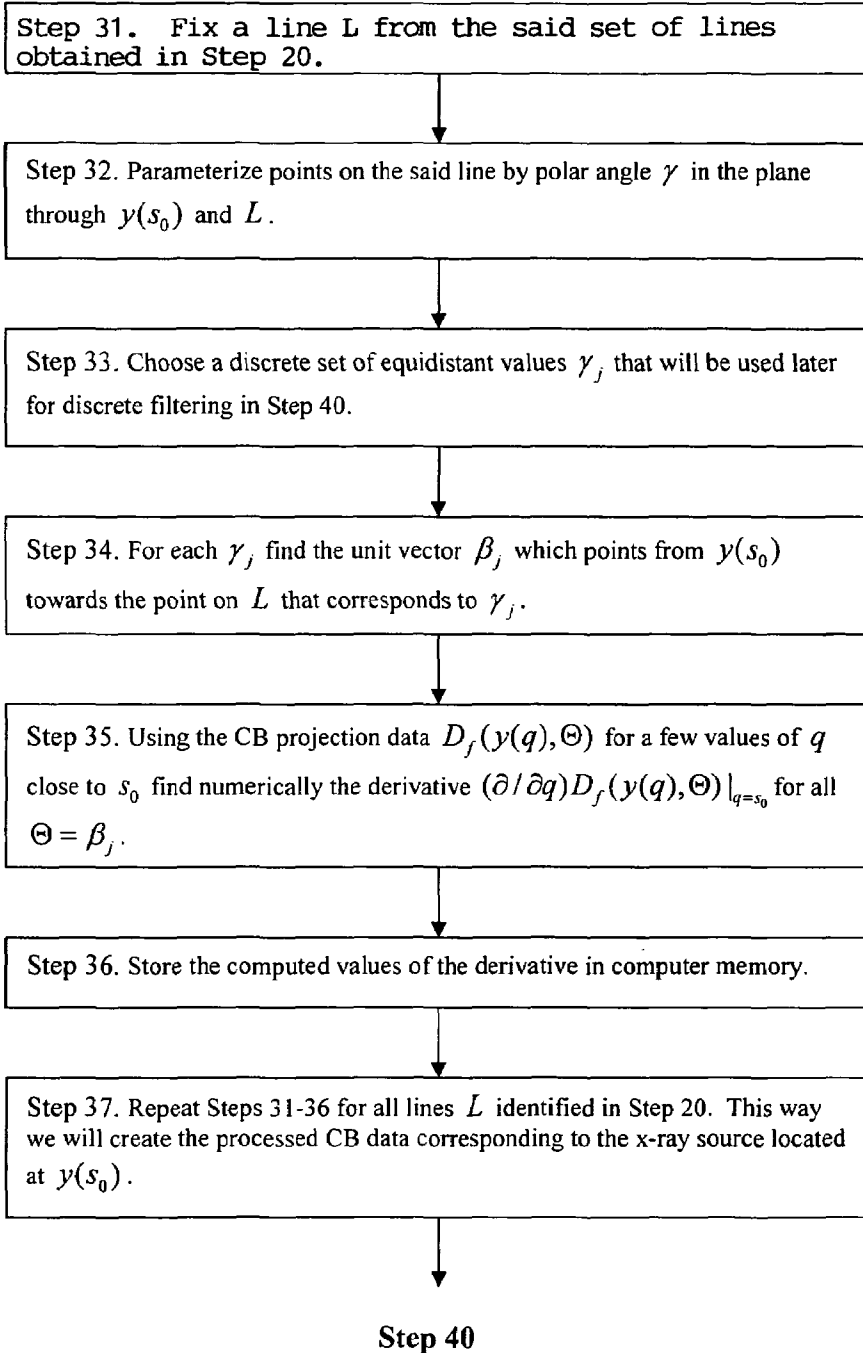 Step 31. Fix a line L from the said set of lines
obtained in Step 20.
Step 32. Parameterize points on the said line by polar angle γ in the plane
through y(s₀) and L.
Step 33. Choose a discrete set of equidistant values γⱼ that will be used later
for discrete filtering in Step 40.
Step 34. For each γⱼ find the unit vector βⱼ which points from y(s₀)
towards the point on L that corresponds to γⱼ.
Step 35. Using the CB projection data D_f(y(q),Θ) for a few values of q
close to s₀ find numerically the derivative (∂/∂q)D_f(y(q),Θ)|_{q=s₀} for all
Θ = βⱼ.
Step 36. Store the computed values of the derivative in computer memory.
Step 37. Repeat Steps 31-36 for all lines L identified in Step 20. This way
we will create the processed CB data corresponding to the x-ray source located
at y(s₀).
Step 40